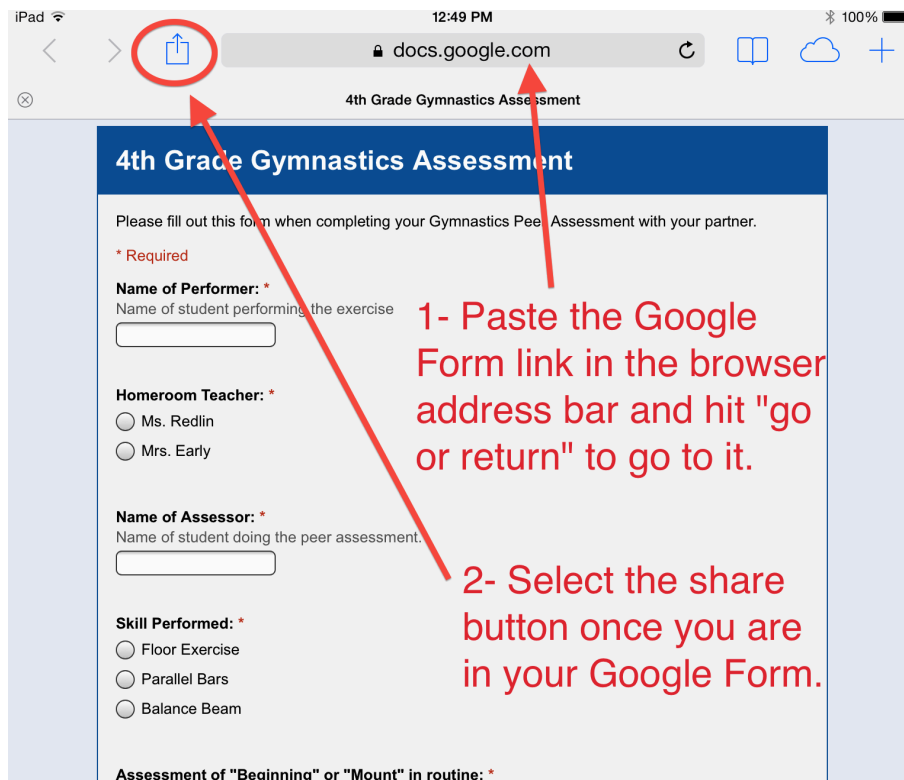 iPad 12:49 PM 100%
docs.google.com
4th Grade Gymnastics Assessment
4th Grade Gymnastics Assessment
Please fill out this form when completing your Gymnastics Peer Assessment with your partner.
* Required
Name of Performer: *
Name of student performing the exercise
1- Paste the Google
Form link in the browser
address bar and hit "go
or return" to go to it.
Homeroom Teacher: *
Ms. Redlin
Mrs. Early
Name of Assessor: *
Name of student doing the peer assessment.
2- Select the share
button once you are
in your Google Form.
Skill Performed: *
Floor Exercise
Parallel Bars
Balance Beam
Assessment of "Beginning" or "Mount" in routine: *